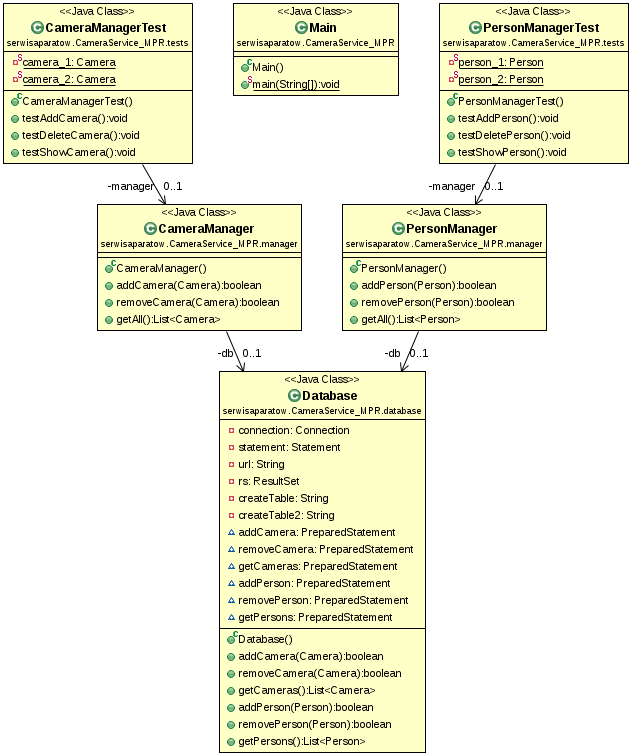 <<Java Class>>
CameraManagerTest
serwisaparatow.CameraService_MPR.tests
camera_1: Camera
camera_2: Camera
CameraManagerTest()
testAddCamera():void
testDeleteCamera():void
testShowCamera():void
<<Java Class>>
Main
serwisaparatow.CameraService_MPR
Main()
main(String[]):void
<<Java Class>>
PersonManagerTest
serwisaparatow.CameraService_MPR.tests
person_1: Person
person_2: Person
PersonManagerTest()
testAddPerson():void
testDeletePerson():void
testShowPerson():void
-manager 0..1
-manager 0..1
<<Java Class>>
CameraManager
serwisaparatow.CameraService_MPR.manager
CameraManager()
addCamera(Camera):boolean
removeCamera(Camera):boolean
getAll():List<Camera>
<<Java Class>>
PersonManager
serwisaparatow.CameraService_MPR.manager
PersonManager()
addPerson(Person):boolean
removePerson(Person):boolean
getAll():List<Person>
-db 0..1
-db 0..1
<<Java Class>>
Database
serwisaparatow.CameraService_MPR.database
connection: Connection
statement: Statement
url: String
rs: ResultSet
createTable: String
createTable2: String
addCamera: PreparedStatement
removeCamera: PreparedStatement
getCameras: PreparedStatement
addPerson: PreparedStatement
removePerson: PreparedStatement
getPersons: PreparedStatement
Database()
addCamera(Camera):boolean
removeCamera(Camera):boolean
getCameras():List<Camera>
addPerson(Person):boolean
removePerson(Person):boolean
getPersons():List<Person>